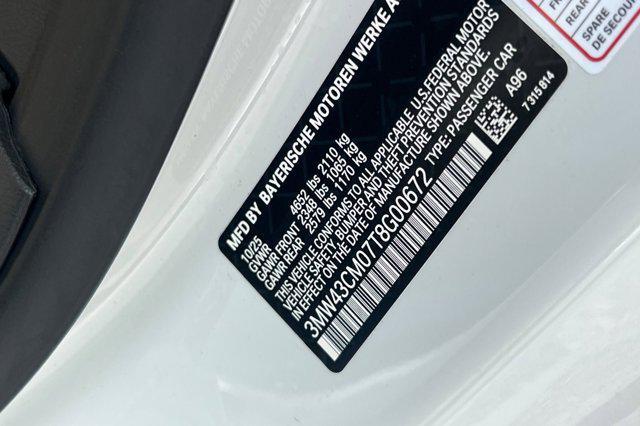 MFD BY BAYERISCHE MOTOREN WERKE A
10/25
GVWR 4652 lbs 2110 kg
GAWR FRONT 2348 lbs 1065 kg
GAWR REAR 2579 lbs 1170 kg
THIS VEHICLE CONFORMS TO ALL APPLICABLE U.S. FEDERAL MOTOR
VEHICLE SAFETY, BUMPER AND THEFT PREVENTION STANDARDS
IN EFFECT ON THE DATE OF MANUFACTURE SHOWN ABOVE.
3MW43CM07T8G00672 TYPE: PASSENGER CAR
A96
7 315 814
REAR
SPARE
DE SECOU